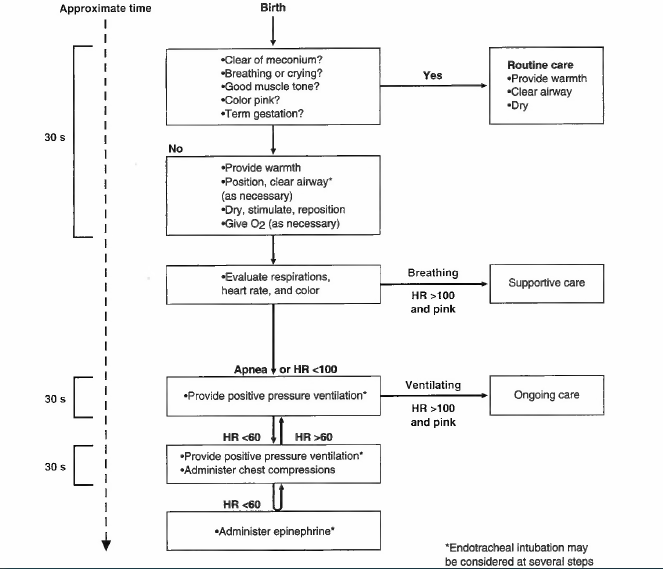 Approximate time
Birth
•Clear of meconium?
•Breathing or crying?
•Good muscle tone?
•Color pink?
•Term gestation?
Yes
Routine care
•Provide warmth
•Clear airway
•Dry
30 s
No
•Provide warmth
•Position, clear airway*
(as necessary)
•Dry, stimulate, reposition
•Give O2 (as necessary)
•Evaluate respirations,
heart rate, and color
Breathing
HR >100
and pink
Supportive care
Apnea or HR <100
30 s
•Provide positive pressure ventilation*
Ventilating
HR >100
and pink
Ongoing care
HR <60 HR >60
30 s
•Provide positive pressure ventilation*
•Administer chest compressions
HR <60
•Administer epinephrine*
*Endotracheal intubation may
be considered at several steps